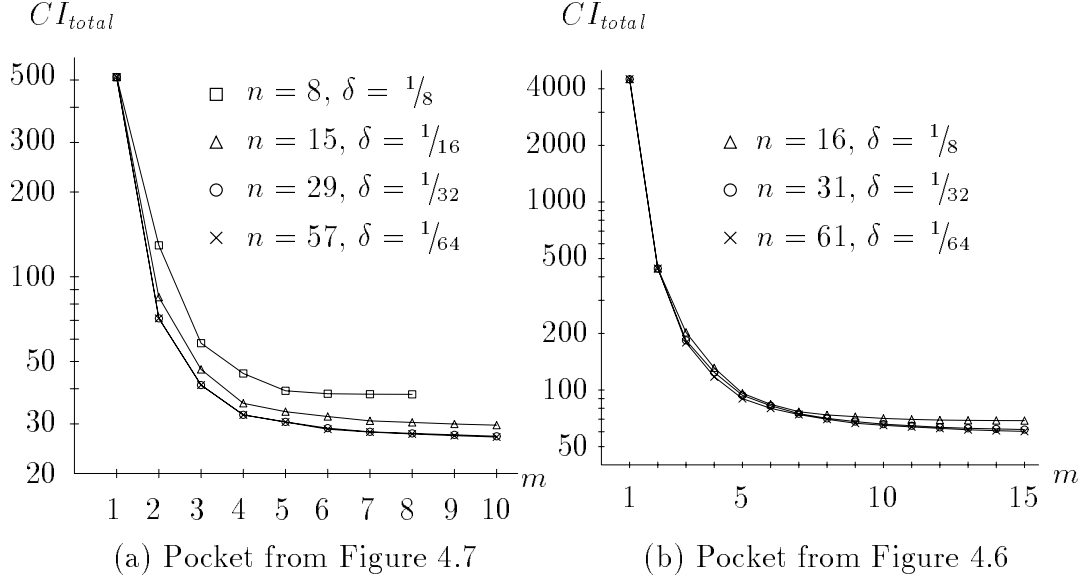 CI_total
500
300
200
100
50
30
20
n = 8, δ = 1/8
n = 15, δ = 1/16
n = 29, δ = 1/32
n = 57, δ = 1/64
1 2 3 4 5 6 7 8 9 10
m
(a) Pocket from Figure 4.7
CI_total
4000
2000
1000
400
200
100
50
n = 16, δ = 1/8
n = 31, δ = 1/32
n = 61, δ = 1/64
1 5 10 15
m
(b) Pocket from Figure 4.6